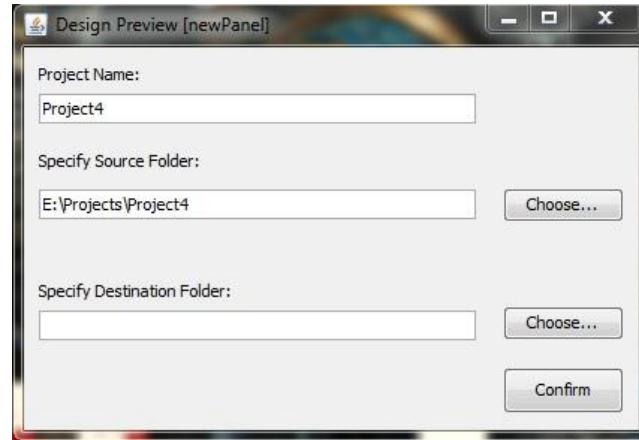 Design Preview [newPanel]
Project Name:
Project4
Specify Source Folder:
E:\Projects\Project4
Choose...
Specify Destination Folder:
Choose...
Confirm